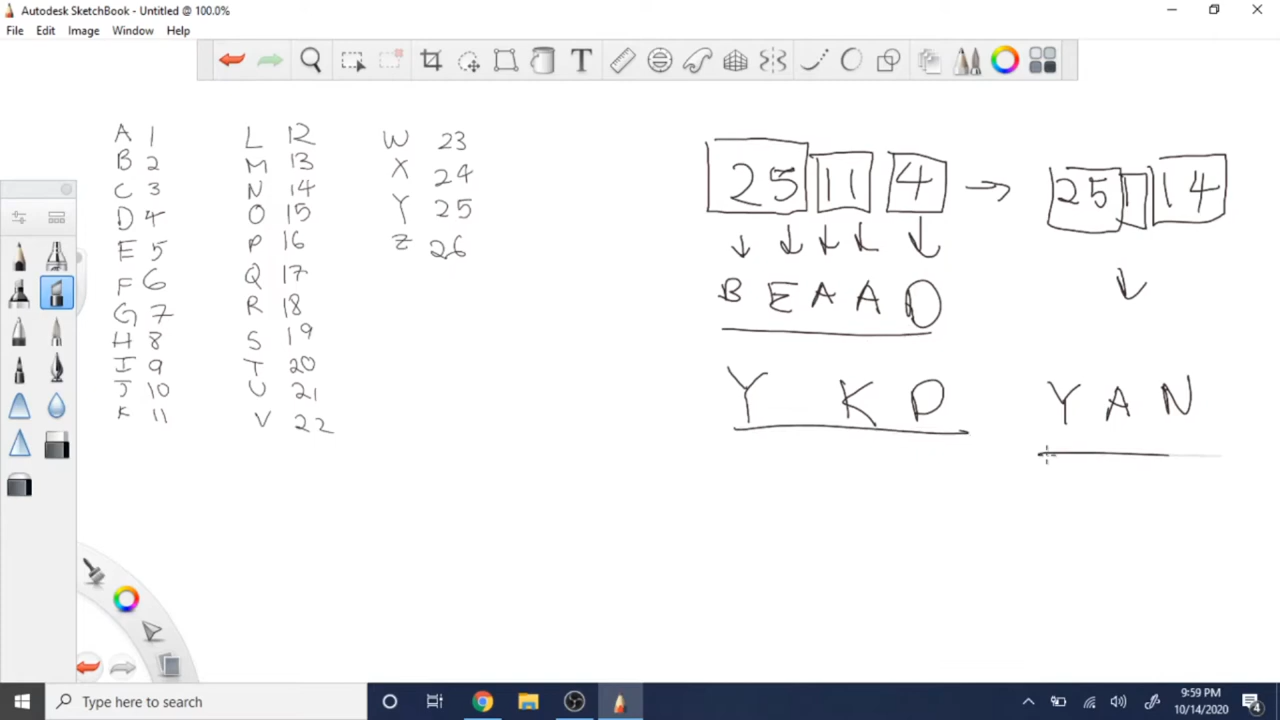 Autodesk SketchBook - Untitled @ 100.0%
File Edit Image Window Help
A 1
B 2
C 3
D 4
E 5
F 6
G 7
H 8
I 9
J 10
K 11
L 12
M 13
N 14
O 15
P 16
Q 17
R 18
S 19
T 20
U 21
V 22
W 23
X 24
Y 25
Z 26
25 11 4 → 25 1 14
B E A A D
Y K D
Y A N
Type here to search
9:59 PM
10/14/2020
4